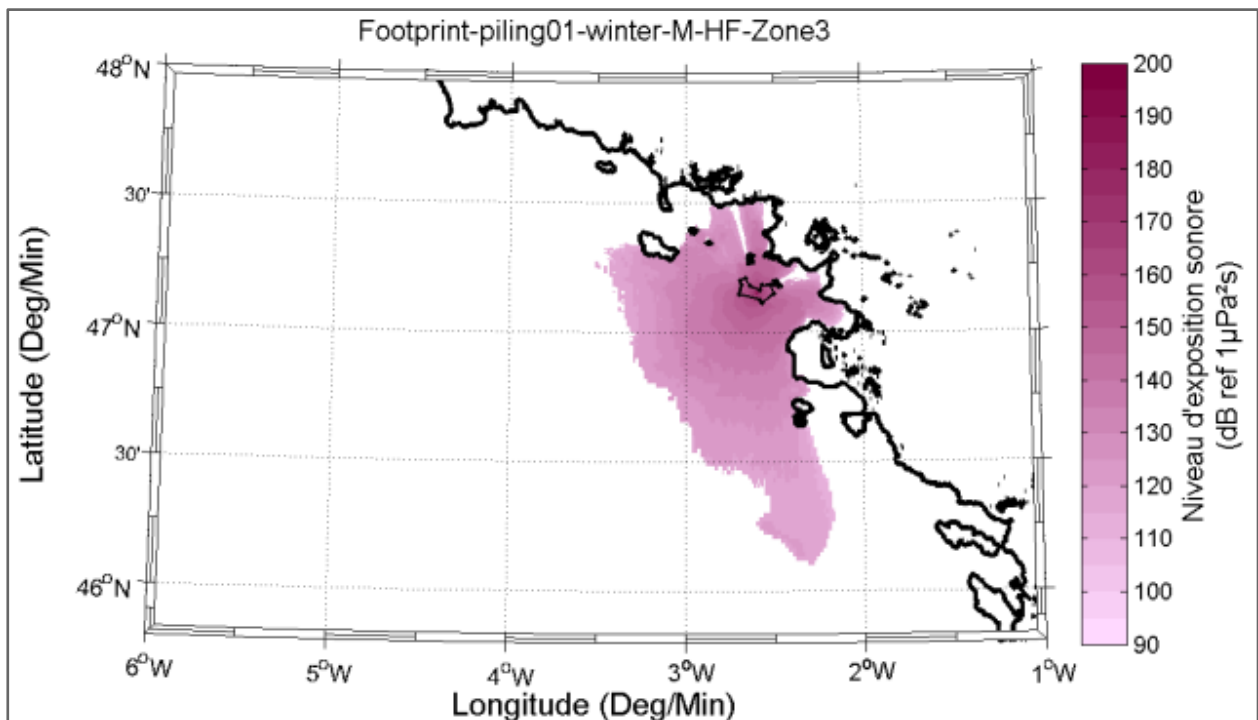 Footprint-piling01-winter-M-HF-Zone3
48°N
30'
47°N
30'
46°N
Latitude (Deg/Min)
6°W
5°W
4°W
3°W
2°W
1°W
Longitude (Deg/Min)
200
190
180
170
160
150
140
130
120
110
100
90
Niveau d'exposition sonore
(dB ref 1µPa²s)